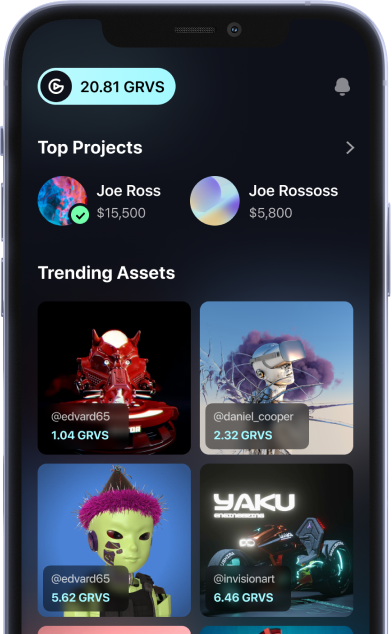 20.81 GRVS
Top Projects
Joe Ross
$15,500
Joe Rossoss
$5,800
Trending Assets
@edvard65
1.04 GRVS
@daniel_cooper
2.32 GRVS
@edvard65
5.62 GRVS
YAKU
ENGINEERING
@invisionart
6.46 GRVS